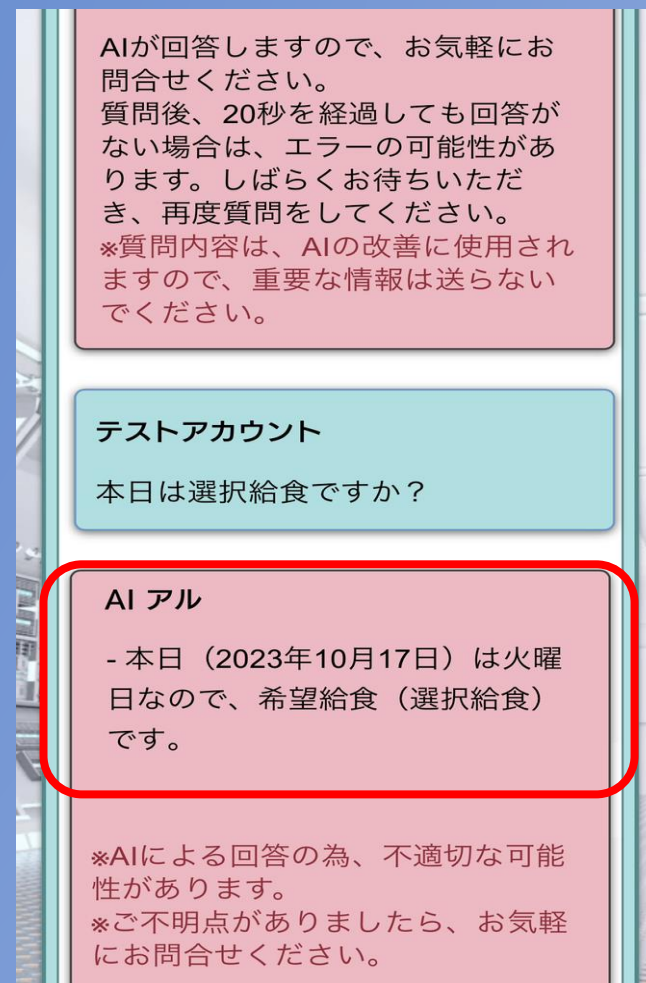 AIが回答しますので、お気軽にお
問合せください。
質問後、20秒を経過しても回答が
ない場合は、エラーの可能性があ
ります。しばらくお待ちいただ
き、再度質問をしてください。
※質問内容は、AIの改善に使用され
ますので、重要な情報は送らない
でください。
テストアカウント
本日は選択給食ですか？
AI アル
- 本日（2023年10月17日）は火曜
日なので、希望給食（選択給食）
です。
※AIによる回答の為、不適切な可能
性があります。
※ご不明点がありましたら、お気軽
にお問合せください。